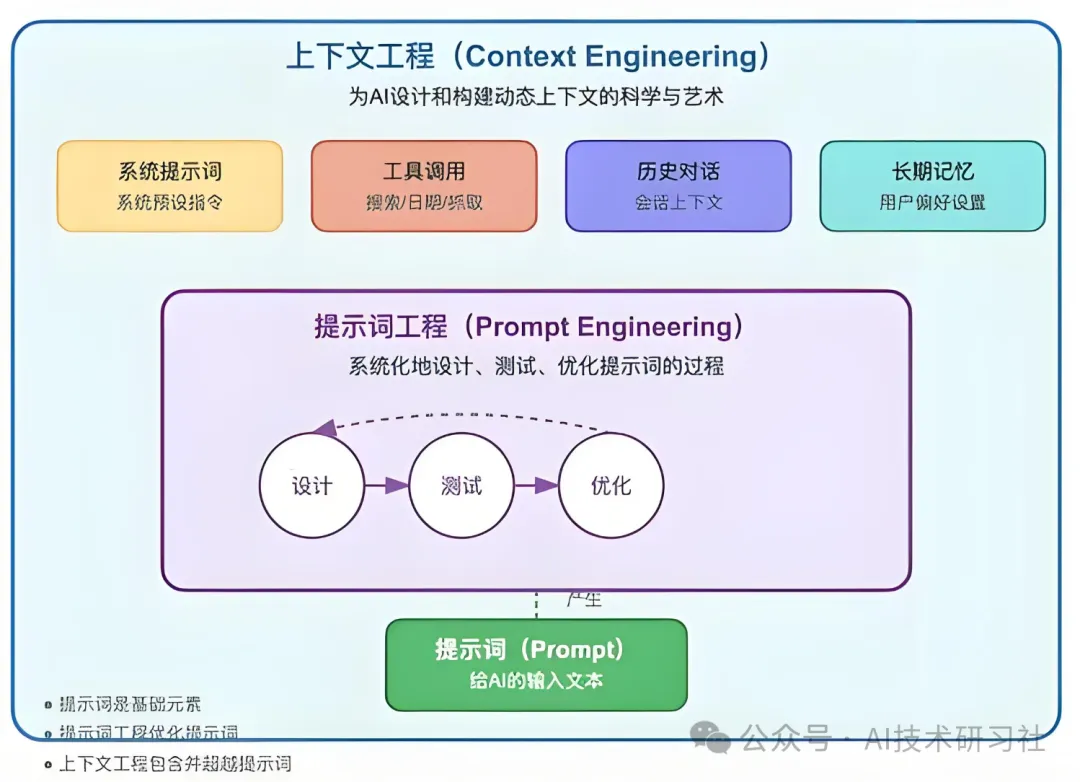 上下文工程（Context Engineering）
为AI设计和构建动态上下文的科学与艺术
系统提示词
系统预设指令
工具调用
搜索/日期/抓取
历史对话
会话上下文
长期记忆
用户偏好设置
提示词工程（Prompt Engineering）
系统化地设计、测试、优化提示词的过程
设计
测试
优化
产生
提示词（Prompt）
给AI的输入文本
• 提示词是基础元素
• 提示词工程优化提示词
• 上下文工程包含并超越提示词
公众号 · AI技术研习社